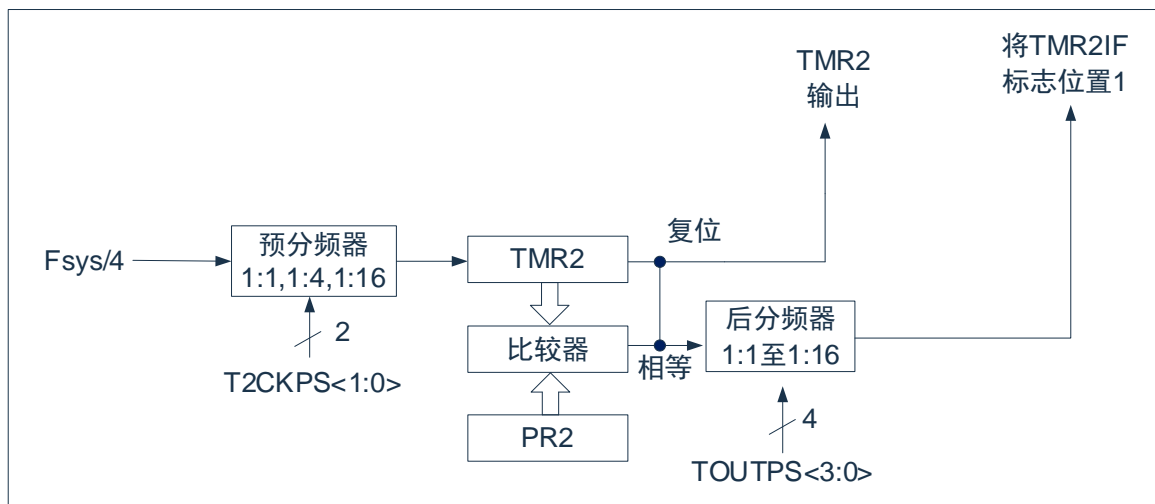 TMR2
输出
将TMR2IF
标志位置1
复位
Fsys/4
预分频器
1:1,1:4,1:16
TMR2
2
T2CKPS<1:0>
比较器
相等
后分频器
1:1至1:16
PR2
4
TOUTPS<3:0>